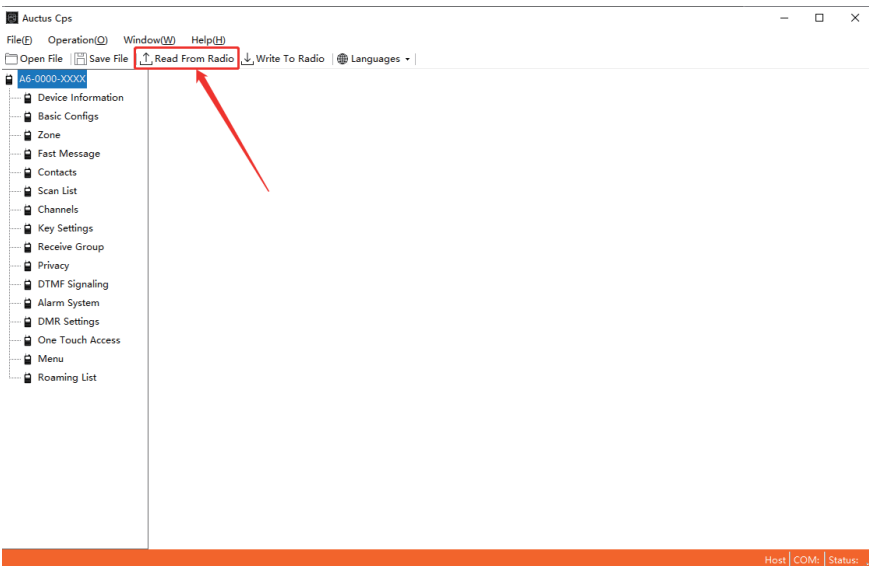 Auctus Cps
File(F) Operation(O) Window(W) Help(H)
Open File Save File Read From Radio Write To Radio Languages
A6-0000-XXXX
Device Information
Basic Configs
Zone
Fast Message
Contacts
Scan List
Channels
Key Settings
Receive Group
Privacy
DTMF Signaling
Alarm System
DMR Settings
One Touch Access
Menu
Roaming List
Host COM: Status: